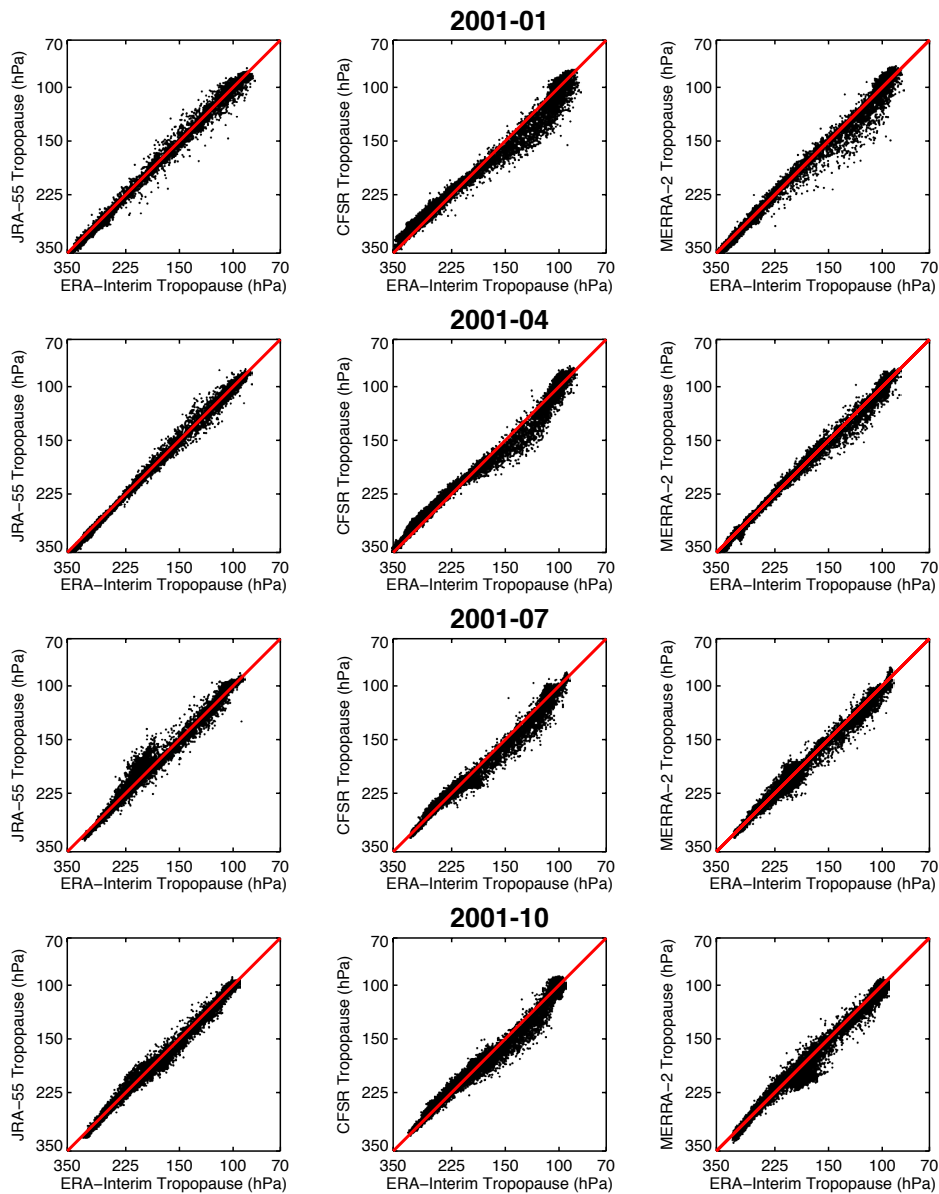 2001-01
JRA-55 Tropopause (hPa)
70
100
150
225
350
350 225 150 100 70
ERA-Interim Tropopause (hPa)
CFSR Tropopause (hPa)
70
100
150
225
350
350 225 150 100 70
ERA-Interim Tropopause (hPa)
MERRA-2 Tropopause (hPa)
70
100
150
225
350
350 225 150 100 70
ERA-Interim Tropopause (hPa)
2001-04
JRA-55 Tropopause (hPa)
70
100
150
225
350
350 225 150 100 70
ERA-Interim Tropopause (hPa)
CFSR Tropopause (hPa)
70
100
150
225
350
350 225 150 100 70
ERA-Interim Tropopause (hPa)
MERRA-2 Tropopause (hPa)
70
100
150
225
350
350 225 150 100 70
ERA-Interim Tropopause (hPa)
2001-07
JRA-55 Tropopause (hPa)
70
100
150
225
350
350 225 150 100 70
ERA-Interim Tropopause (hPa)
CFSR Tropopause (hPa)
70
100
150
225
350
350 225 150 100 70
ERA-Interim Tropopause (hPa)
MERRA-2 Tropopause (hPa)
70
100
150
225
350
350 225 150 100 70
ERA-Interim Tropopause (hPa)
2001-10
JRA-55 Tropopause (hPa)
70
100
150
225
350
350 225 150 100 70
ERA-Interim Tropopause (hPa)
CFSR Tropopause (hPa)
70
100
150
225
350
350 225 150 100 70
ERA-Interim Tropopause (hPa)
MERRA-2 Tropopause (hPa)
70
100
150
225
350
350 225 150 100 70
ERA-Interim Tropopause (hPa)